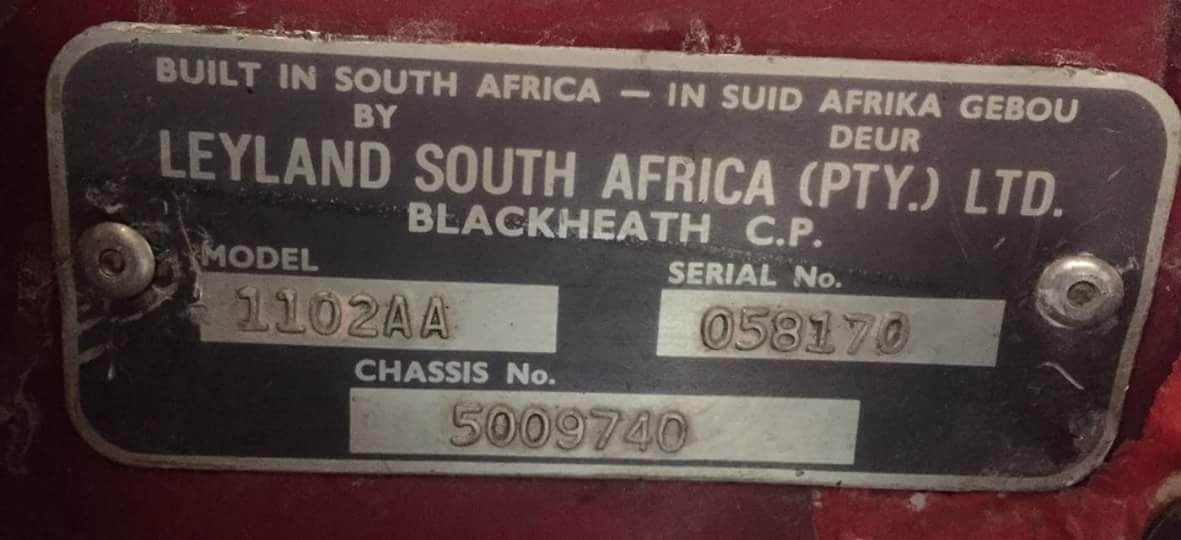 BUILT IN SOUTH AFRICA — IN SUID AFRIKA GEBOU
BY DEUR
LEYLAND SOUTH AFRICA (PTY.) LTD.
BLACKHEATH C.P.
MODEL SERIAL No.
1102AA 058170
CHASSIS No.
5009740